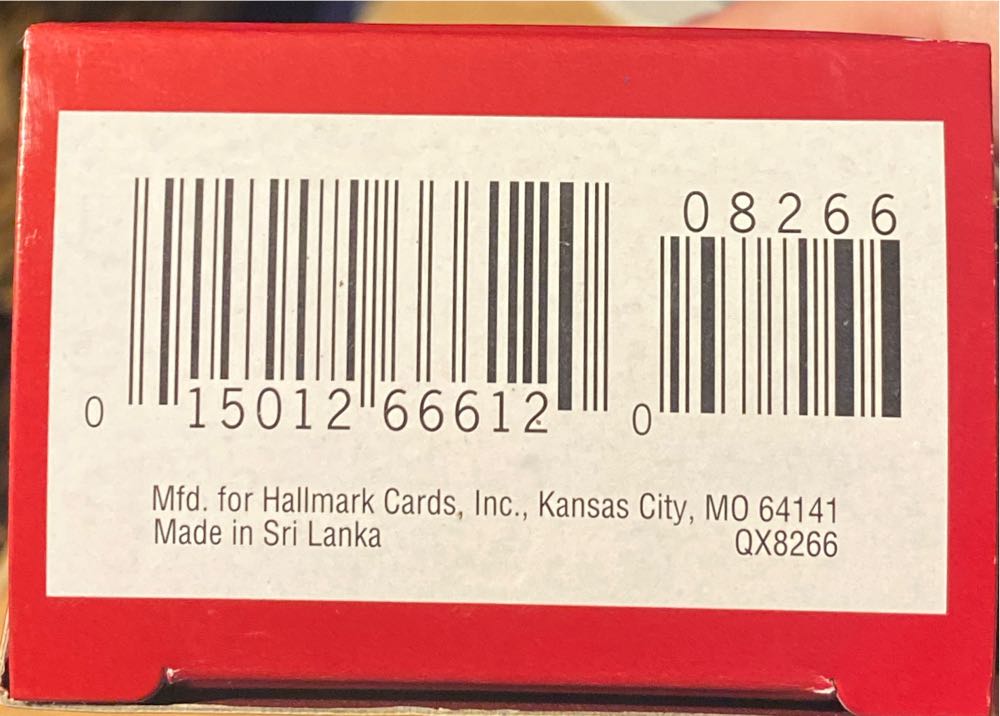 08266
0 15012 66612 0
Mfd. for Hallmark Cards, Inc., Kansas City, MO 64141
Made in Sri Lanka QX8266